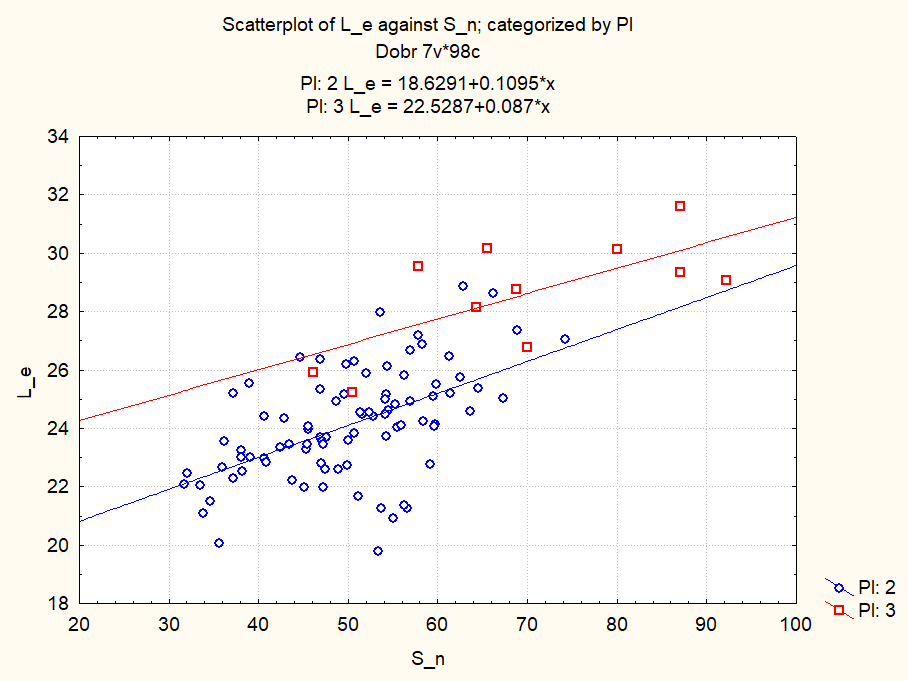 Scatterplot of L_e against S_n; categorized by Pl
Dobr 7v*98c
Pl: 2 L_e = 18.6291+0.1095*x
Pl: 3 L_e = 22.5287+0.087*x
34
32
30
28
26
24
22
20
18
L_e
20 30 40 50 60 70 80 90 100
S_n
Pl: 2
Pl: 3